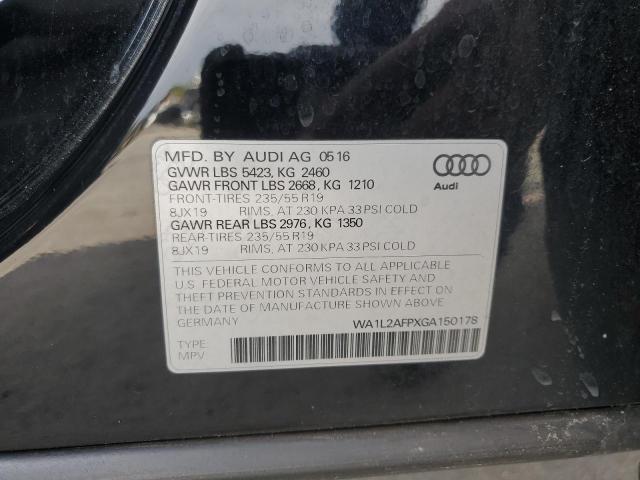 MFD. BY AUDI AG 05 16
GVWR LBS 5423, KG 2460
GAWR FRONT LBS 2668, KG 1210
FRONT-TIRES 235/55 R19
8JX19 RIMS, AT 230 KPA 33 PSI COLD
GAWR REAR LBS 2976, KG 1350
REAR-TIRES 235/55 R19
8JX19 RIMS, AT 230 KPA 33 PSI COLD
Audi
THIS VEHICLE CONFORMS TO ALL APPLICABLE
U.S. FEDERAL MOTOR VEHICLE SAFETY AND
THEFT PREVENTION STANDARDS IN EFFECT ON
THE DATE OF MANUFACTURE SHOWN ABOVE.
GERMANY WA1L2AFPXGA150178
TYPE:
MPV